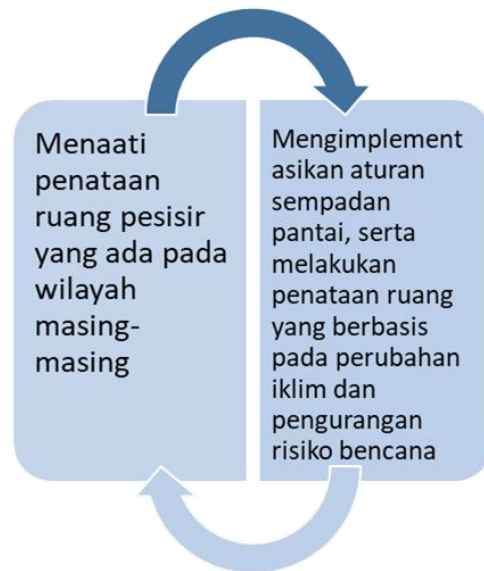 Menaati
penataan
ruang pesisir
yang ada pada
wilayah
masing-
masing
Mengimplement
asikan aturan
sempadan
pantai, serta
melakukan
penataan ruang
yang berbasis
pada perubahan
iklim dan
pengurangan
risiko bencana